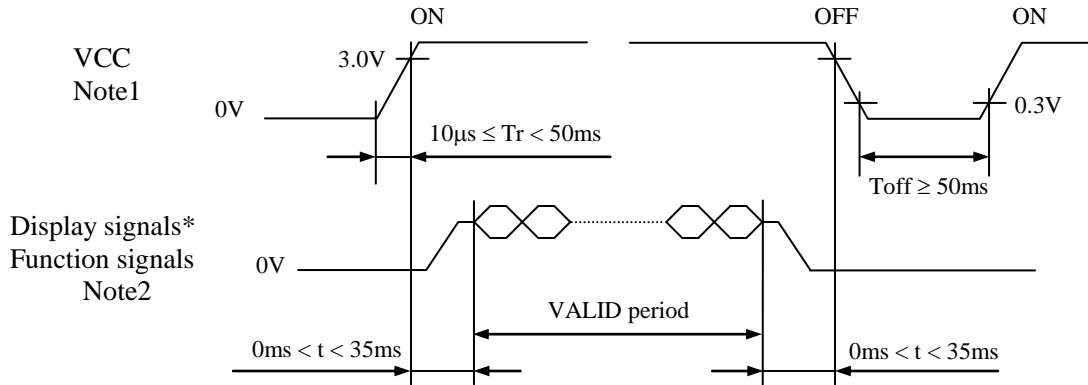 ON
OFF
ON
VCC
Note1
3.0V
0V
0.3V
10μs ≤ Tr < 50ms
Toff ≥ 50ms
Display signals*
Function signals
Note2
0V
VALID period
0ms < t < 35ms
0ms < t < 35ms